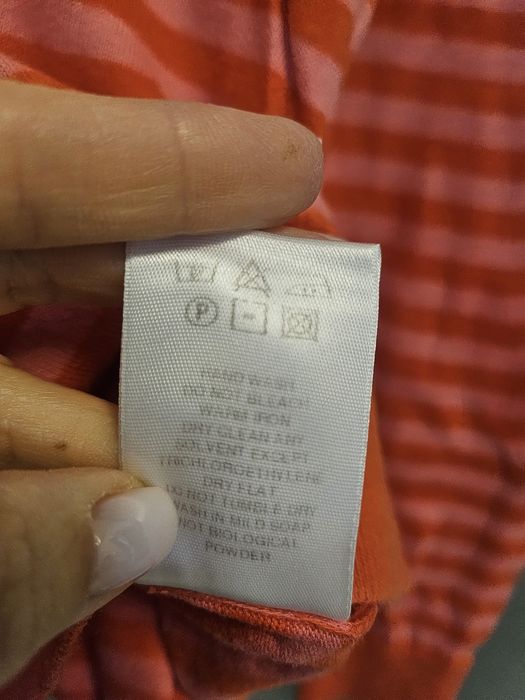 P
HAND WASH
DO NOT BLEACH
WARM IRON
DRY CLEAN ANY
SOLVENT EXCEPT
TRICHLOROETHYLENE
DRY FLAT
DO NOT TUMBLE DRY
WASH IN MILD SOAP
NOT BIOLOGICAL
POWDER